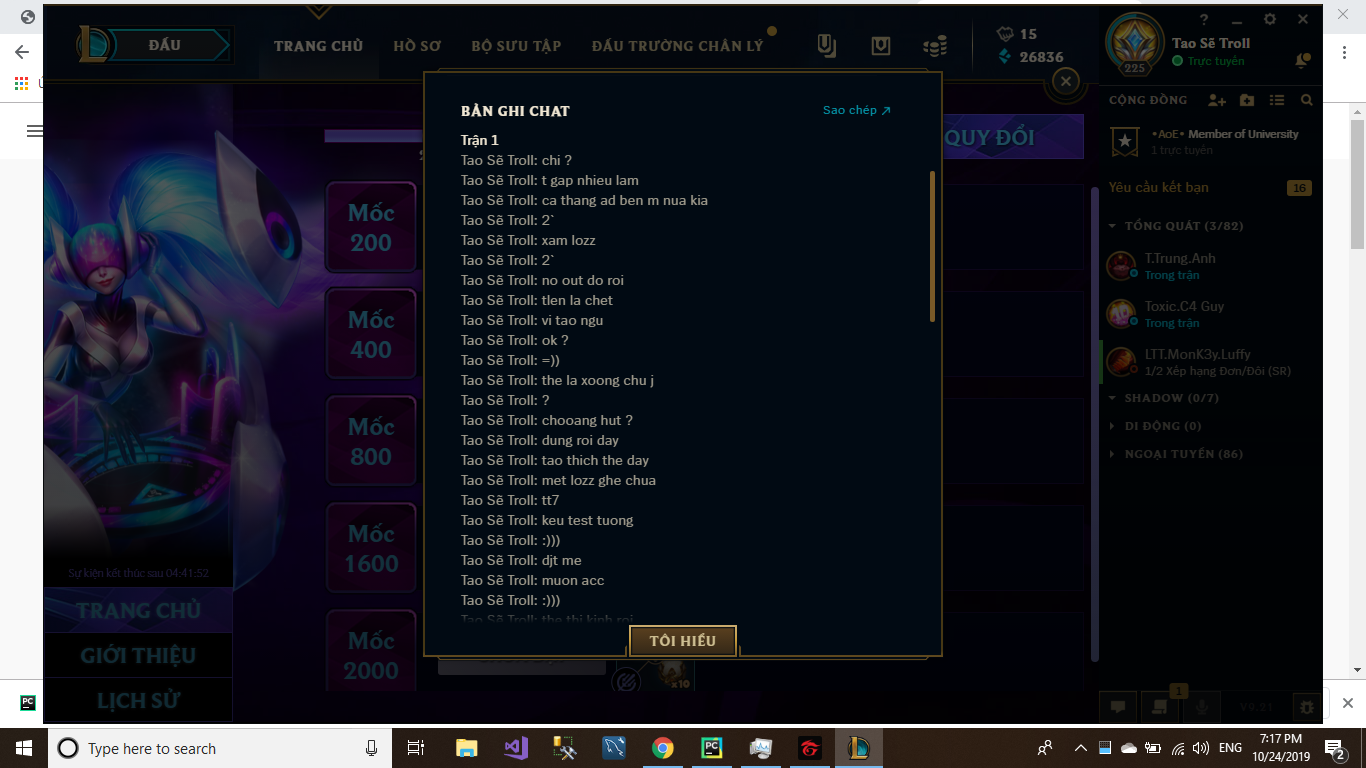 ĐẤU
TRANG CHỦ
HỒ SƠ
BỘ SƯU TẬP
ĐẤU TRƯỜNG CHÂN LÝ
15
26836
225
Tao Sẽ Troll
Trực tuyến
CỘNG ĐỒNG
•AoE• Member of University
1 trực tuyến
Yêu cầu kết bạn
16
TỔNG QUÁT (3/82)
T.Trung.Anh
Trong trận
Toxic.C4 Guy
Trong trận
LTT.MonK3y.Luffy
1/2 Xếp hạng Đơn/Đôi (SR)
SHADOW (0/7)
DI ĐỘNG (0)
NGOẠI TUYẾN (86)
QUY ĐỔI
Mốc
200
Mốc
400
Mốc
800
Mốc
1600
Mốc
2000
Sự kiện kết thúc sau 04:41:52
TRANG CHỦ
GIỚI THIỆU
LỊCH SỬ
BẢN GHI CHAT
Sao chép
Trận 1
Tao Sẽ Troll: chi ?
Tao Sẽ Troll: t gap nhieu lam
Tao Sẽ Troll: ca thang ad ben m nua kia
Tao Sẽ Troll: 2`
Tao Sẽ Troll: xam lozz
Tao Sẽ Troll: 2`
Tao Sẽ Troll: no out do roi
Tao Sẽ Troll: tlen la chet
Tao Sẽ Troll: vi tao ngu
Tao Sẽ Troll: ok ?
Tao Sẽ Troll: =))
Tao Sẽ Troll: the la xoong chu j
Tao Sẽ Troll: ?
Tao Sẽ Troll: chooang hut ?
Tao Sẽ Troll: dung roi day
Tao Sẽ Troll: tao thich the day
Tao Sẽ Troll: met lozz ghe chua
Tao Sẽ Troll: tt7
Tao Sẽ Troll: keu test tuong
Tao Sẽ Troll: :)))
Tao Sẽ Troll: djt me
Tao Sẽ Troll: muon acc
Tao Sẽ Troll: :)))
Tao Sẽ Troll: the thi kinh roi
TÔI HIỂU
x10
1
V9.21
PC
Type here to search
PC
ENG
7:17 PM
10/24/2019
2